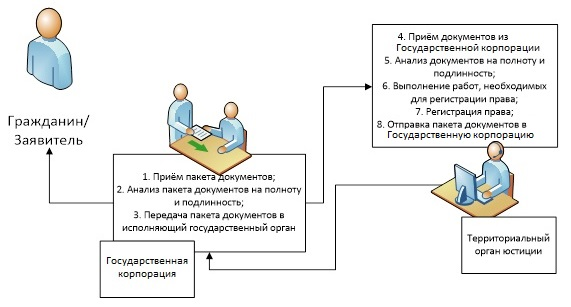 Гражданин/
Заявитель
1. Приём пакета документов;
2. Анализ пакета документов на полноту
и подлинность;
3. Передача пакета документов в
исполняющий государственный орган
Государственная
корпорация
4. Приём документов из
Государственной корпорации
5. Анализ документов на полноту и
подлинность;
6. Выполнение работ, необходимых
для регистрации права;
7. Регистрация права;
8. Отправка пакета документов в
Государственную корпорацию
Территориальный
орган юстиции